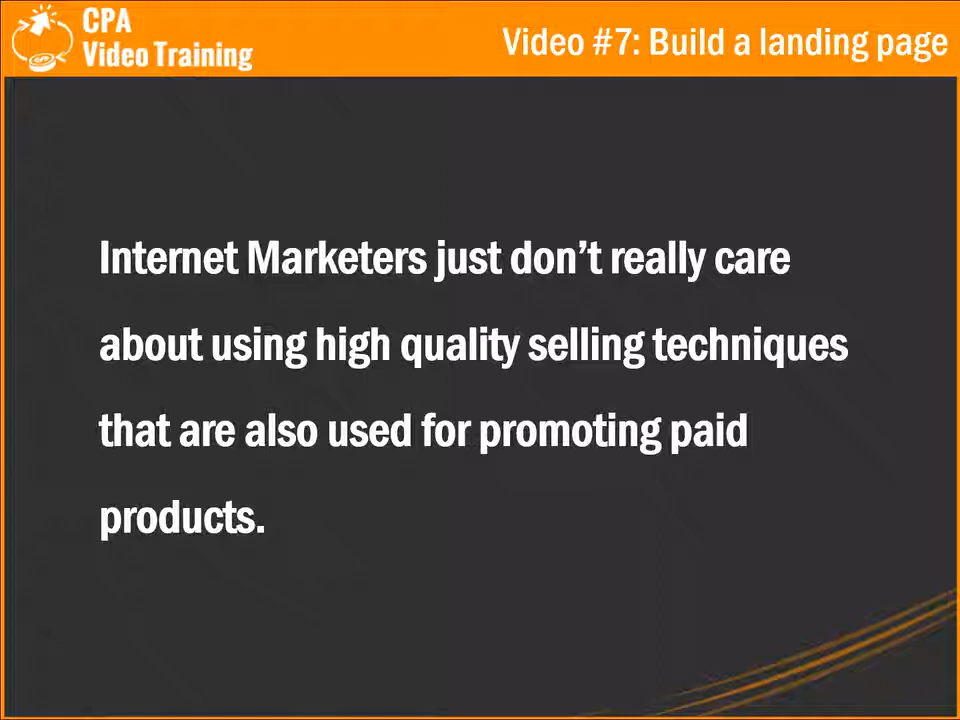 CPA
Video Training
Video #7: Build a landing page
Internet Marketers just don’t really care
about using high quality selling techniques
that are also used for promoting paid
products.